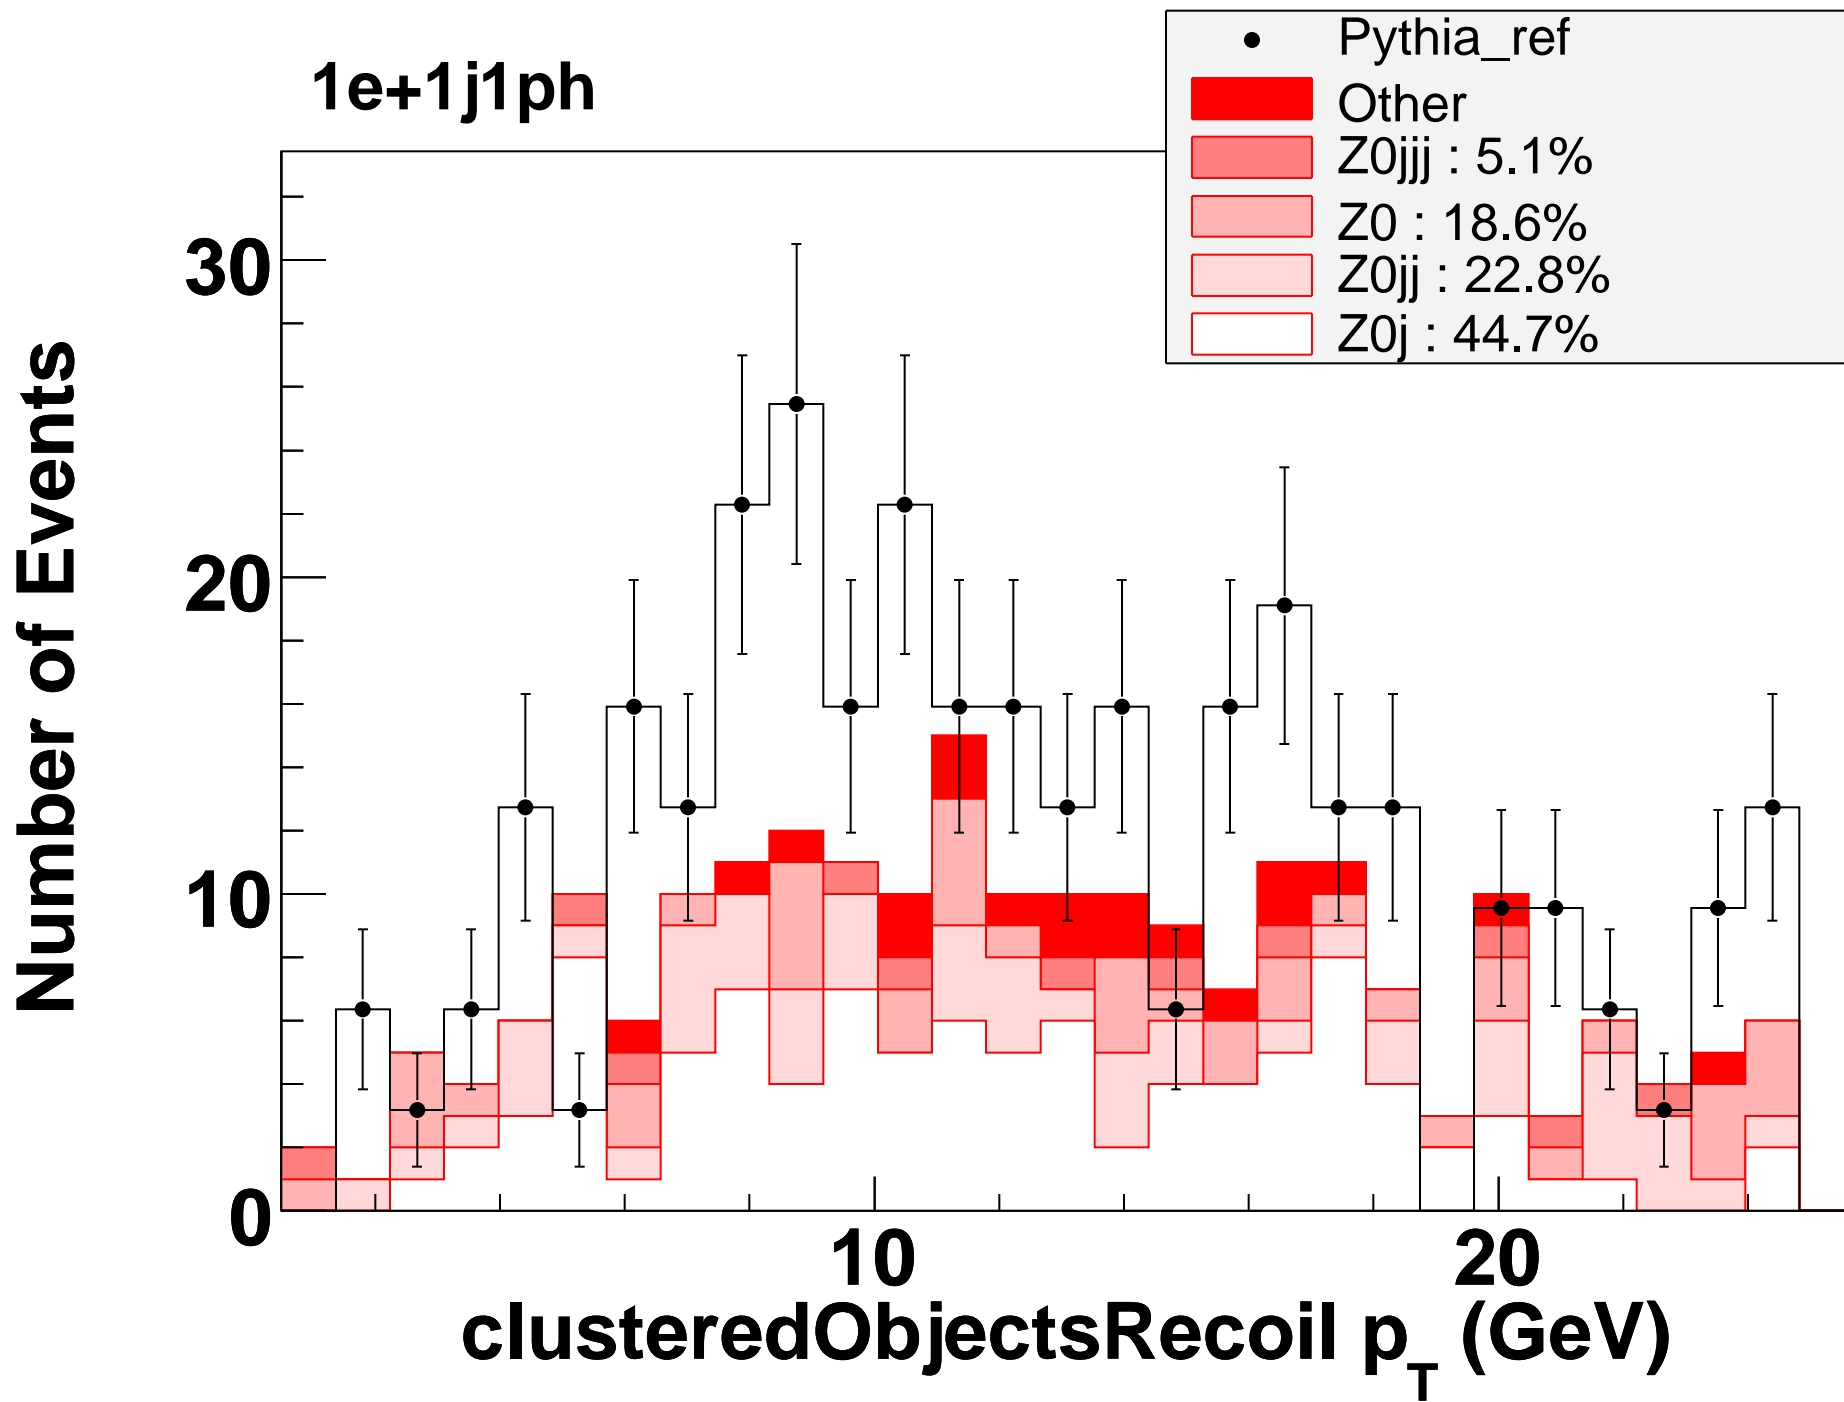 1e+1j1ph
Pythia_ref
Other
Z0jjj : 5.1%
Z0 : 18.6%
Z0jj : 22.8%
Z0j : 44.7%
Number of Events
30
20
10
0
10
20
clusteredObjectsRecoil p_T (GeV)